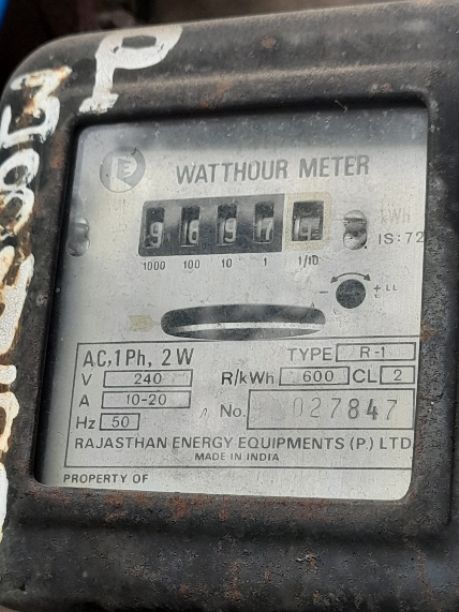 P
E
WATTHOUR METER
9 6 9 7
kWh
IS:72
1000 100 10 1 1/10
- + LL
AC,1Ph, 2W TYPE R-1
V 240 R/kWh 600 CL 2
A 10-20
Hz 50 No. 027847
RAJASTHAN ENERGY EQUIPMENTS (P.) LTD
MADE IN INDIA
PROPERTY OF